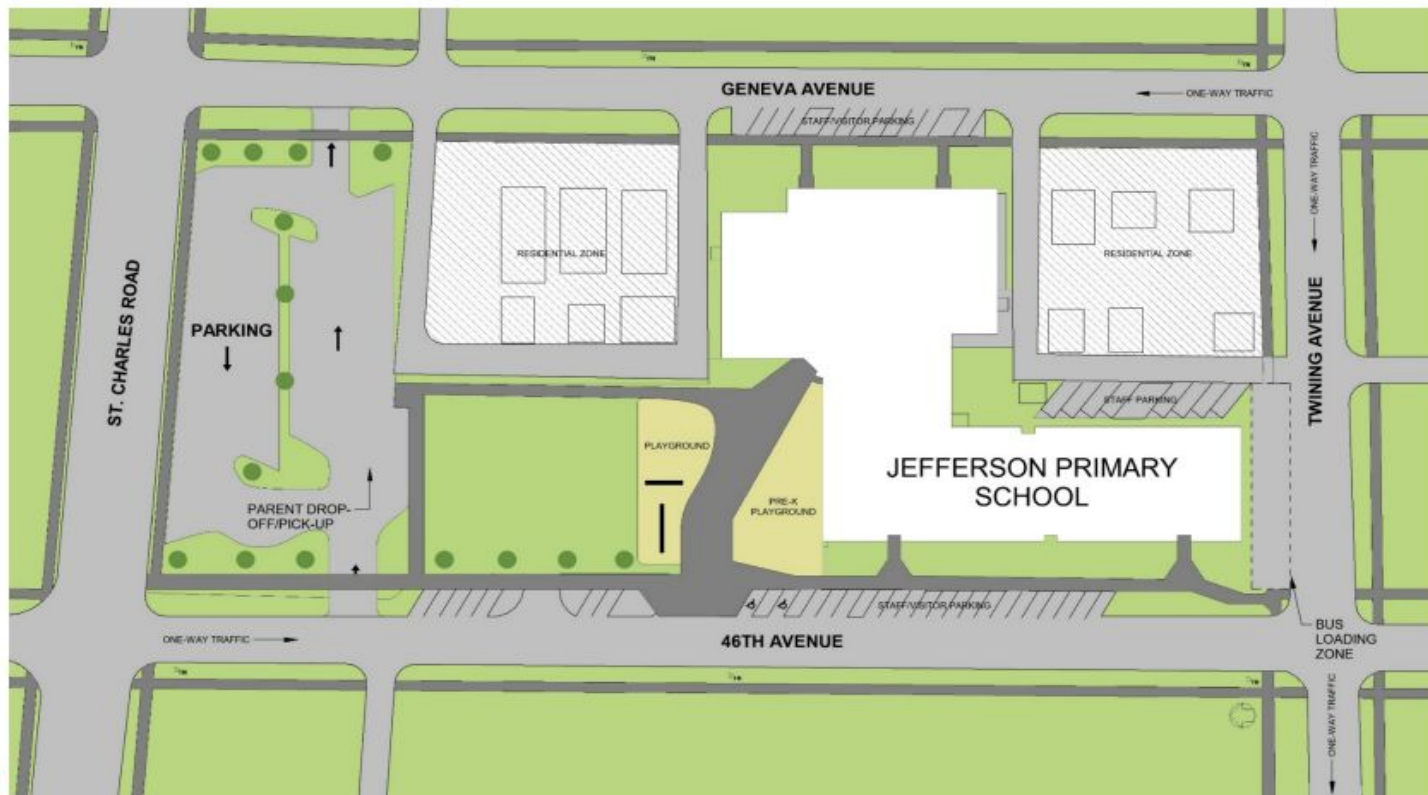 GENEVA AVENUE
ONE-WAY TRAFFIC
STAFF/VISITOR PARKING
ONE-WAY TRAFFIC
RESIDENTIAL ZONE
RESIDENTIAL ZONE
ST. CHARLES ROAD
PARKING
TWINING AVENUE
STAFF PARKING
PLAYGROUND
JEFFERSON PRIMARY
SCHOOL
PRE-K
PLAYGROUND
PARENT DROP-
OFF/PICK-UP
STAFF/VISITOR PARKING
BUS
LOADING
ZONE
ONE-WAY TRAFFIC
46TH AVENUE
ONE-WAY TRAFFIC